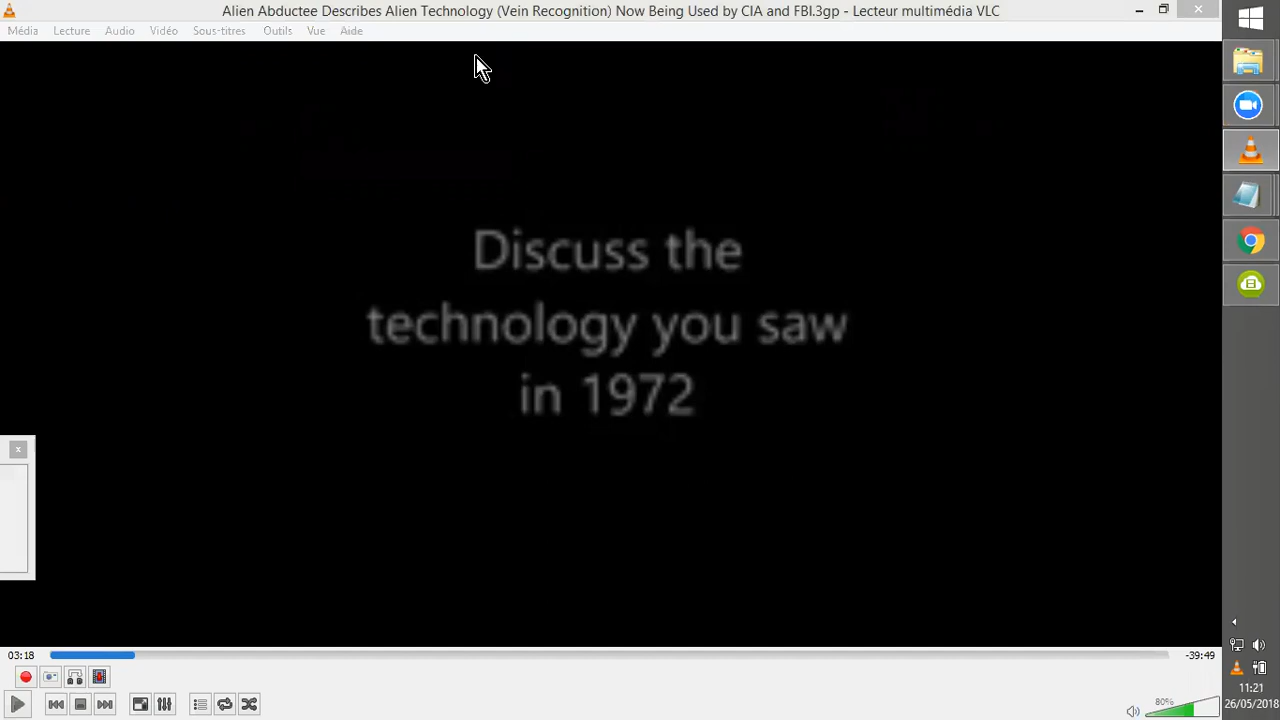 Alien Abductee Describes Alien Technology (Vein Recognition) Now Being Used by CIA and FBI.3gp - Lecteur multimédia VLC
Média Lecture Audio Vidéo Sous-titres Outils Vue Aide
Discuss the
technology you saw
in 1972
03:18
-39:49
80%
11:21
26/05/2018